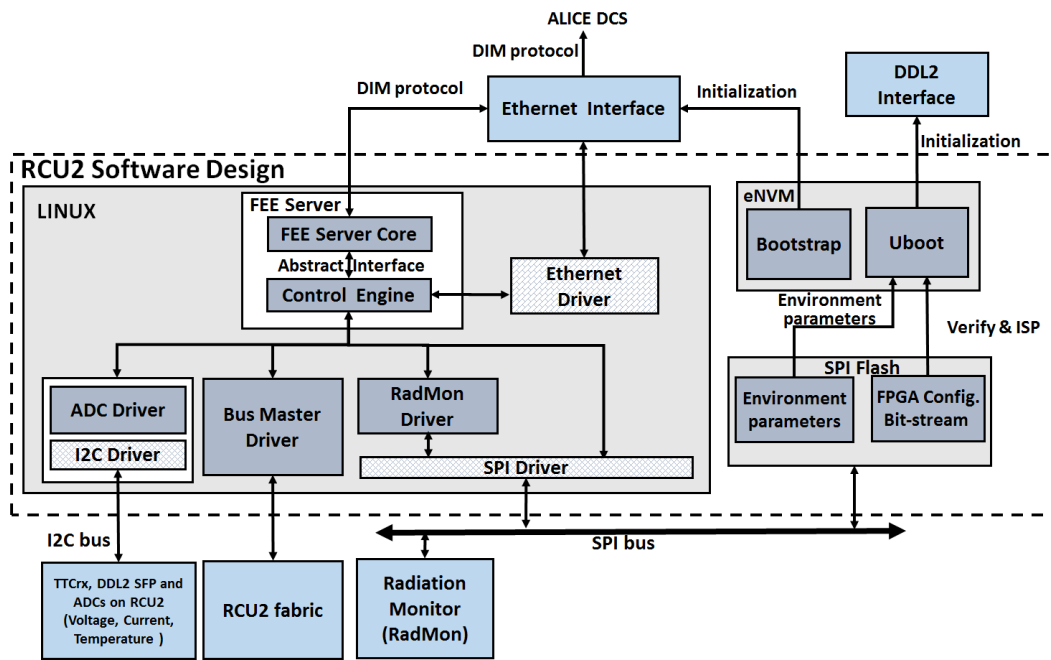 ALICE DCS
DIM protocol
DIM protocol
Ethernet Interface
Initialization
DDL2
Interface
Initialization
RCU2 Software Design
LINUX
FEE Server
FEE Server Core
Abstract Interface
Control Engine
Ethernet
Driver
eNVM
Bootstrap
Uboot
Environment
parameters
Verify & ISP
SPI Flash
Environment
parameters
FPGA Config.
Bit-stream
ADC Driver
I2C Driver
Bus Master
Driver
RadMon
Driver
SPI Driver
I2C bus
SPI bus
TTCrx, DDL2 SFP and
ADCs on RCU2
(Voltage, Current,
Temperature )
RCU2 fabric
Radiation
Monitor
(RadMon)